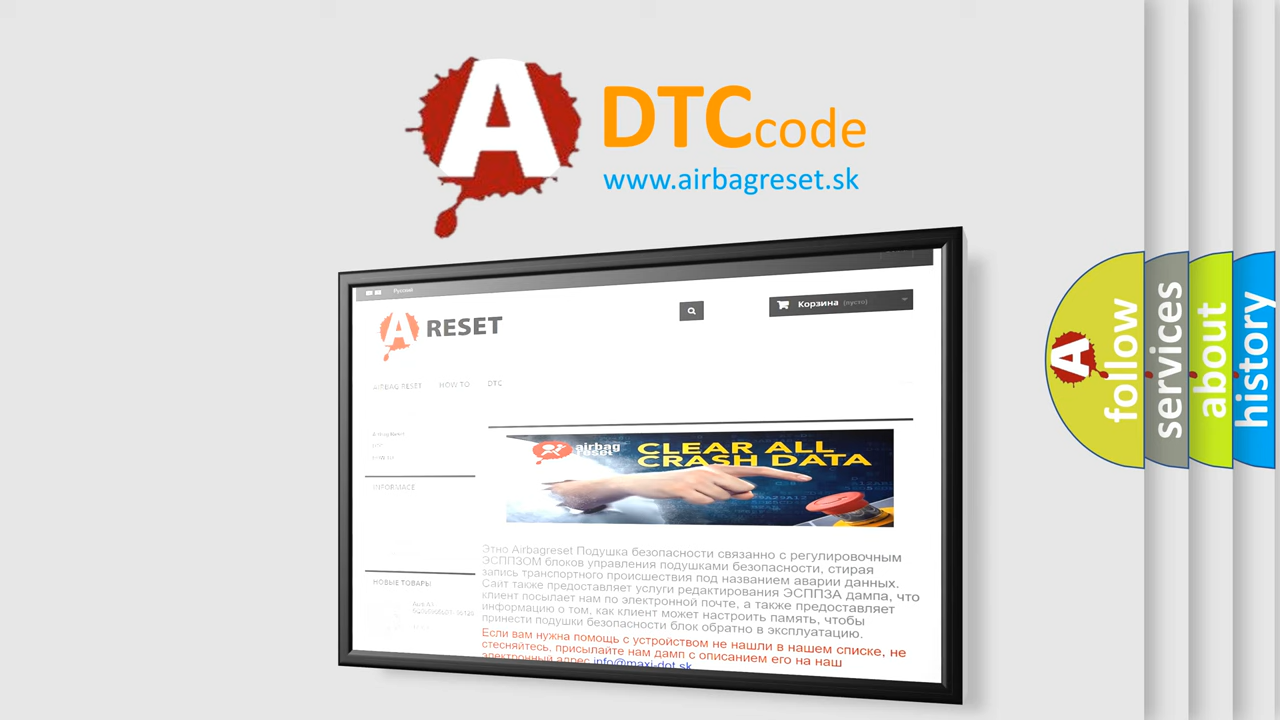 A
DTCcode
www.airbagreset.sk
Русский
A RESET
Корзина (пусто)
AIRBAG RESET HOW TO DTC
Airbag Reset
HOW TO
INFORMACE
НОВЫЕ ТОВАРЫ
airbag
reset
CLEAR ALL
CRASH DATA
Этно Airbagreset Подушка безопасности связанно с регулировочным
ЭСППЗОМ блоков управления подушками безопасности, стирая
запись транспортного происшествия под названием аварии данных.
Сайт также предоставляет услуги редактирования ЭСППЗА дампа, что
клиент посылает нам по электронной почте, а также предоставляет
информацию о том, как клиент может настроить память, чтобы
принести подушки безопасности блок обратно в эксплуатацию.
Если вам нужна помощь с устройством не нашли в нашем списке, не
стесняйтесь, присылайте нам дамп с описанием его на наш
электронный адрес info@maxi-dot.sk
A
follow
services
about
history